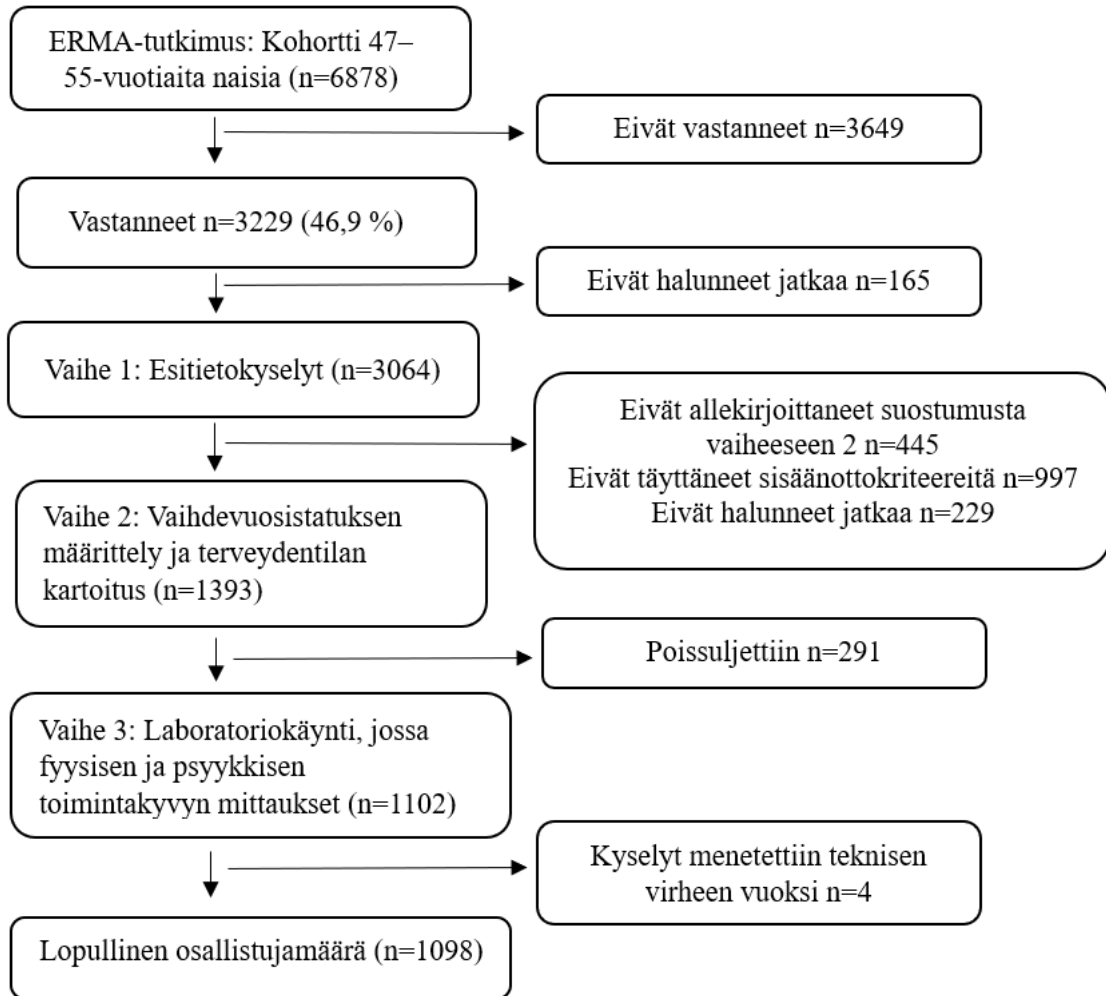 ERMA-tutkimus: Kohortti 47–
55-vuotiaita naisia (n=6878)
Eivät vastanneet n=3649
Vastanneet n=3229 (46,9 %)
Eivät halunneet jatkaa n=165
Vaihe 1: Esitietokyselyt (n=3064)
Eivät allekirjoittaneet suostumusta
vaiheeseen 2 n=445
Eivät täyttäneet sisäänottokriteereitä n=997
Eivät halunneet jatkaa n=229
Vaihe 2: Vaihdevuosistatuksen
määrittely ja terveydentilan
kartoitus (n=1393)
Poissuljettiin n=291
Vaihe 3: Laboratoriokäynti, jossa
fyysisen ja psyykkisen
toimintakyvyn mittaukset (n=1102)
Kyselyt menetettiin teknisen
virheen vuoksi n=4
Lopullinen osallistujamäärä (n=1098)